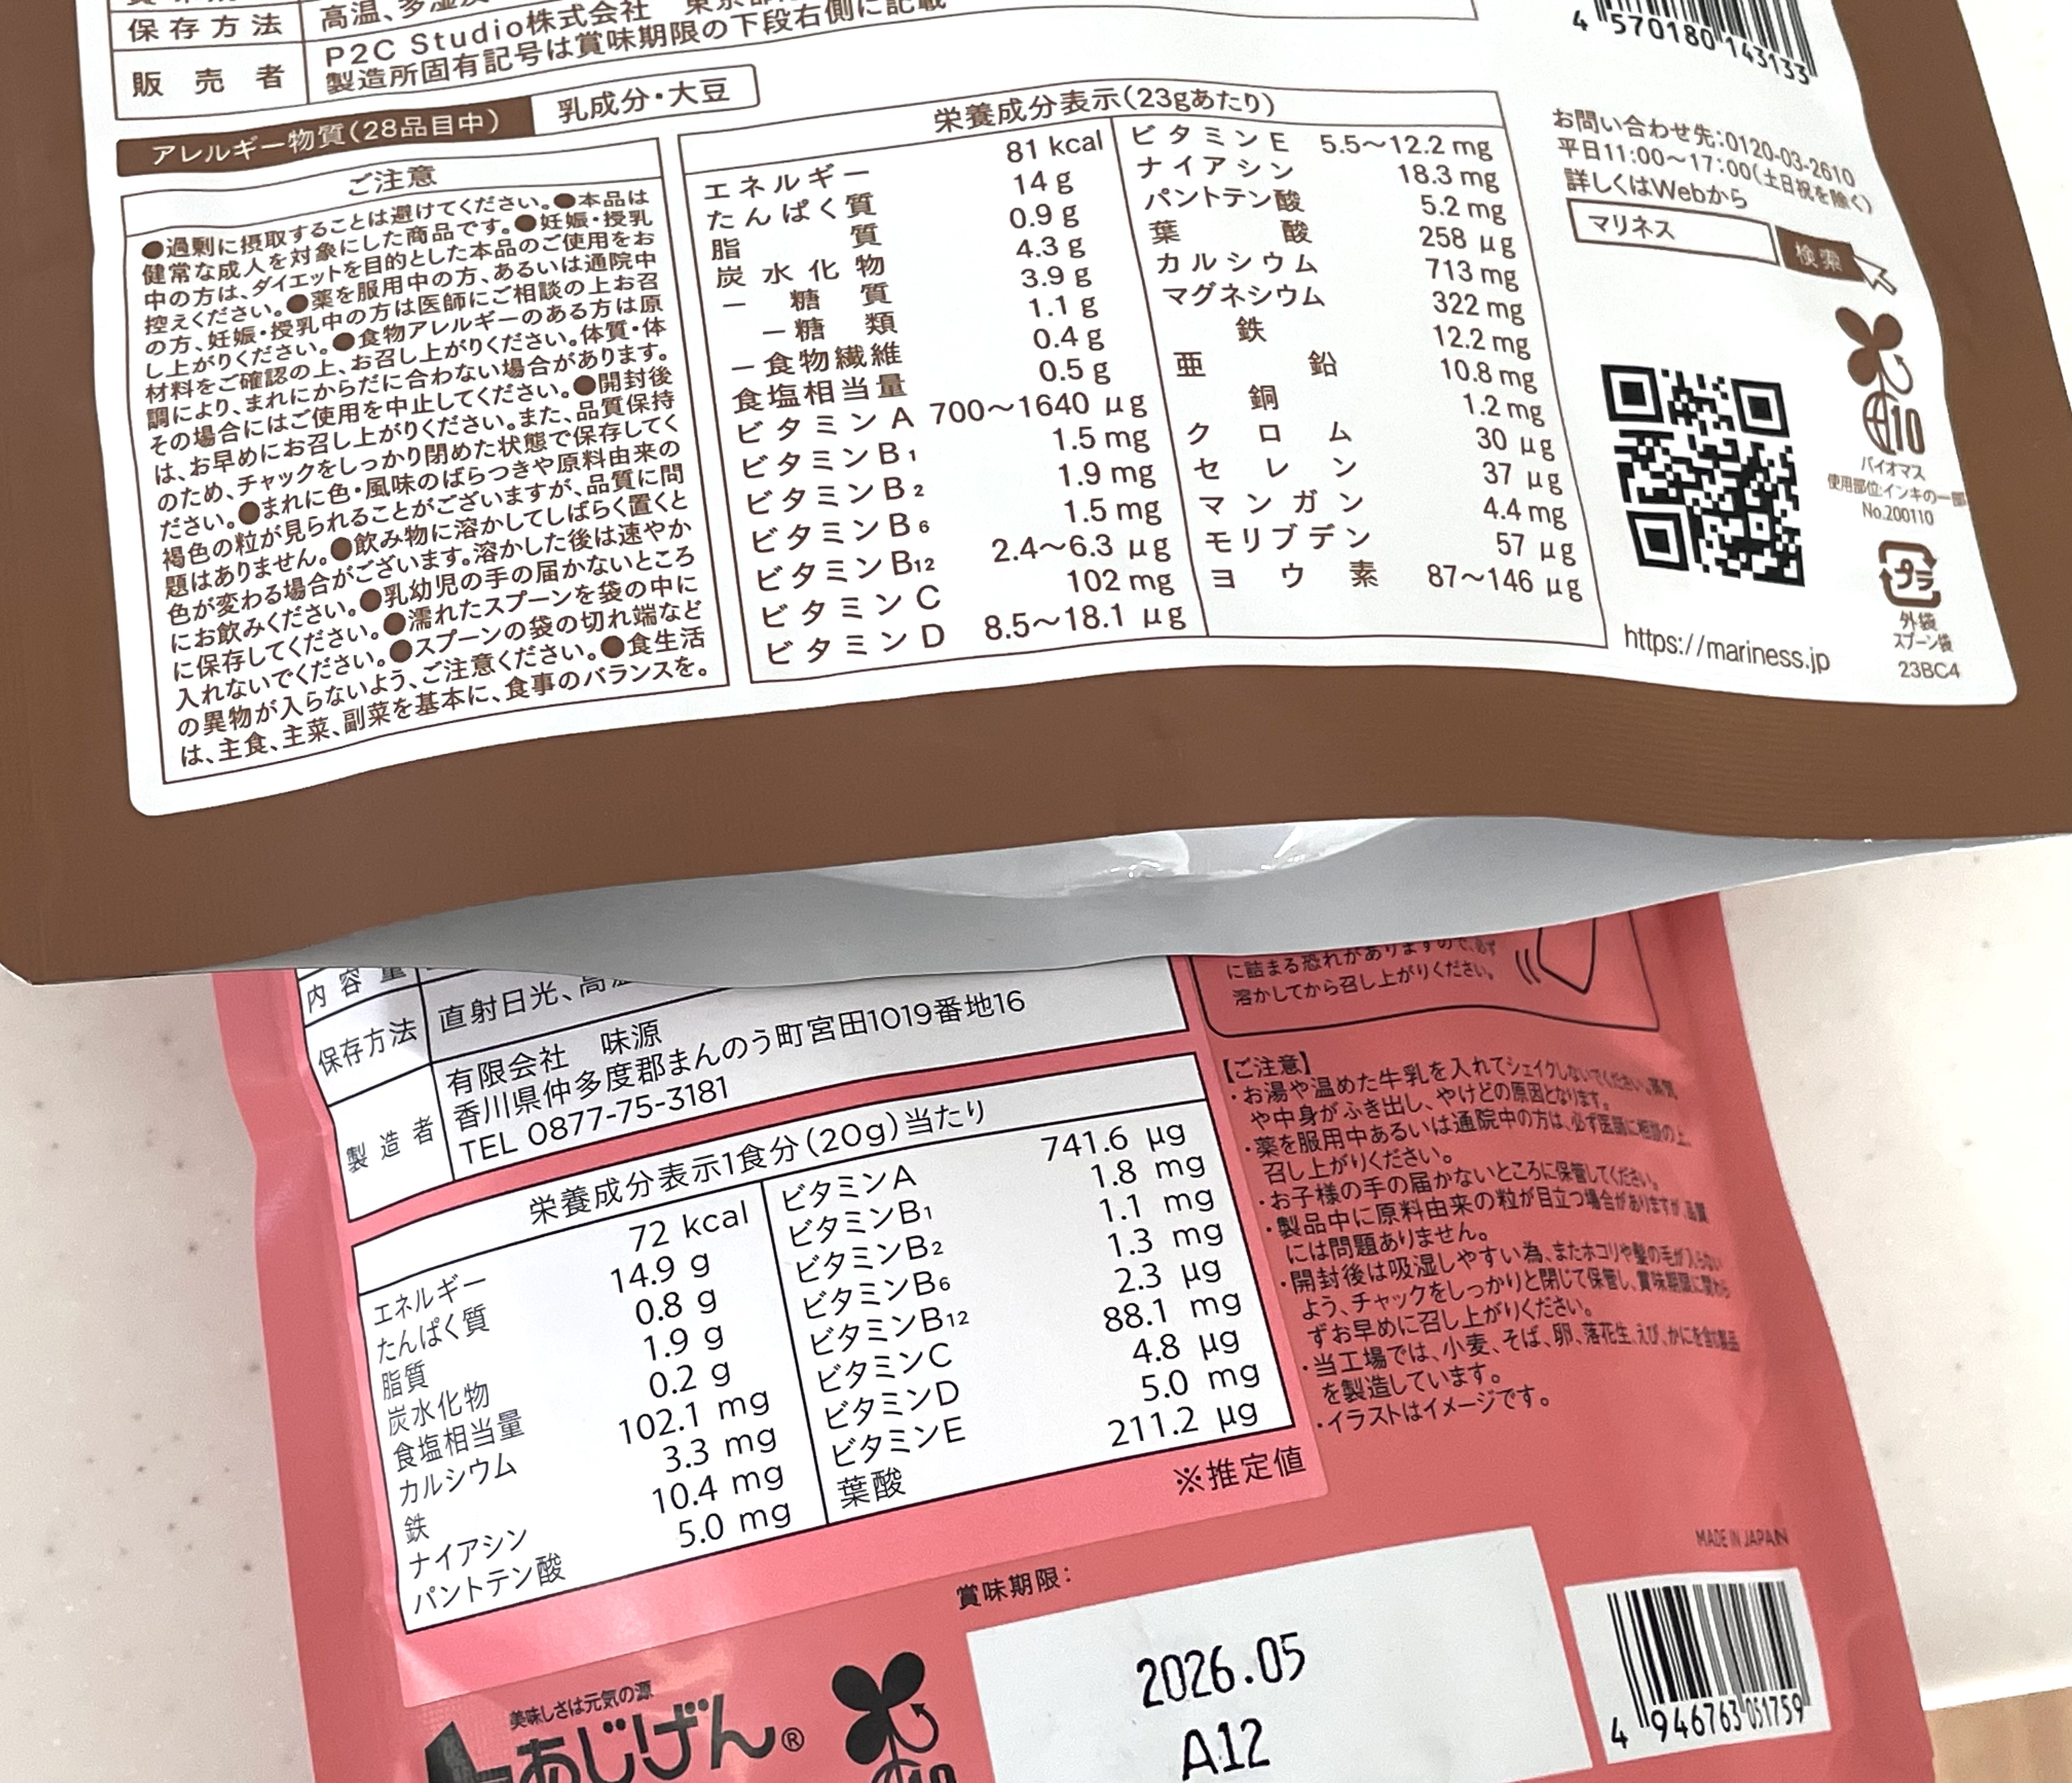 保存方法 高温、多湿
販売者 P2C Studio株式会社
製造所固有記号は賞味期限の下段右側に記載
アレルギー物質(28品目中) 乳成分・大豆
ご注意
●過剰に摂取することは避けてください。●本品は
健常な成人を対象にした商品です。●妊娠・授乳
中の方は、ダイエットを目的とした本品のご使用をお
控えください。●薬を服用中の方、あるいは通院中
の方、妊娠・授乳中の方は医師にご相談の上お召
し上がりください。●食物アレルギーのある方は原
材料をご確認の上、お召し上がりください。体質・体
調により、まれにからだに合わない場合があります。
その場合にはご使用を中止してください。●開封後
は、お早めにお召し上がりください。また、品質保持
のため、チャックをしっかり閉めた状態で保存してく
ださい。●まれに色・風味のばらつきや原料由来の
褐色の粒が見られることがございますが、品質に問
題はありません。●飲み物に溶かしてしばらく置くと
色が変わる場合がございます。溶かした後は速やか
にお飲みください。●乳幼児の手の届かないところ
に保存してください。●濡れたスプーンを袋の中に
入れないでください。●スプーンの袋の切れ端など
の異物が入らないよう、ご注意ください。●食生活
は、主食、主菜、副菜を基本に、食事のバランスを。
栄養成分表示(23gあたり)
エネルギー 81 kcal
たんぱく質 14 g
脂質 0.9 g
炭水化物 4.3 g
－糖質 3.9 g
－糖類 1.1 g
－食物繊維 0.4 g
食塩相当量 0.5 g
ビタミンA 700〜1640 μg
ビタミンB1 1.5 mg
ビタミンB2 1.9 mg
ビタミンB6 1.5 mg
ビタミンB12 2.4〜6.3 μg
ビタミンC 102 mg
ビタミンD 8.5〜18.1 μg
ビタミンE 5.5〜12.2 mg
ナイアシン 18.3 mg
パントテン酸 5.2 mg
葉酸 258 μg
カルシウム 713 mg
マグネシウム 322 mg
鉄 12.2 mg
亜鉛 10.8 mg
銅 1.2 mg
クロム 30 μg
セレン 37 μg
マンガン 4.4 mg
モリブデン 57 μg
ヨウ素 87〜146 μg
4 570180 143133
お問い合わせ先:0120-03-2610
平日11:00〜17:00(土日祝を除く)
詳しくはWebから
マリネス 検索
10
バイオマス
使用部位:インキの一部
No.200110
プラ
外袋
スプーン袋
23BC4
https://mariness.jp
内容量
保存方法 直射日光、高温
製造者 有限会社 味源
香川県仲多度郡まんのう町宮田1019番地16
TEL 0877-75-3181
栄養成分表示1食分(20g)当たり
エネルギー 72 kcal
たんぱく質 14.9 g
脂質 0.8 g
炭水化物 1.9 g
食塩相当量 0.2 g
カルシウム 102.1 mg
鉄 3.3 mg
ナイアシン 10.4 mg
パントテン酸 5.0 mg
ビタミンA 741.6 μg
ビタミンB1 1.8 mg
ビタミンB2 1.1 mg
ビタミンB6 1.3 mg
ビタミンB12 2.3 μg
ビタミンC 88.1 mg
ビタミンD 4.8 μg
ビタミンE 5.0 mg
葉酸 211.2 μg
※推定値
に詰まる恐れがありますので、必ず
溶かしてから召し上がりください。
【ご注意】
・お湯や温めた牛乳を入れてシェイクしないでください。蒸気
や中身がふき出し、やけどの原因となります。
・薬を服用中あるいは通院中の方は、必ず医師に相談の上、
召し上がりください。
・お子様の手の届かないところに保管してください。
・製品中に原料由来の粒が目立つ場合がありますが、品質
には問題ありません。
・開封後は吸湿しやすい為、またホコリや髪の毛が入らない
よう、チャックをしっかりと閉じて保管し、賞味期限に関わら
ずお早めに召し上がりください。
・当工場では、小麦、そば、卵、落花生、えび、かにを含む製品
を製造しています。
・イラストはイメージです。
MADE IN JAPAN
賞味期限:
2026.05
A12
4 946763 051759
美味しさは元気の源
あじげん®
10